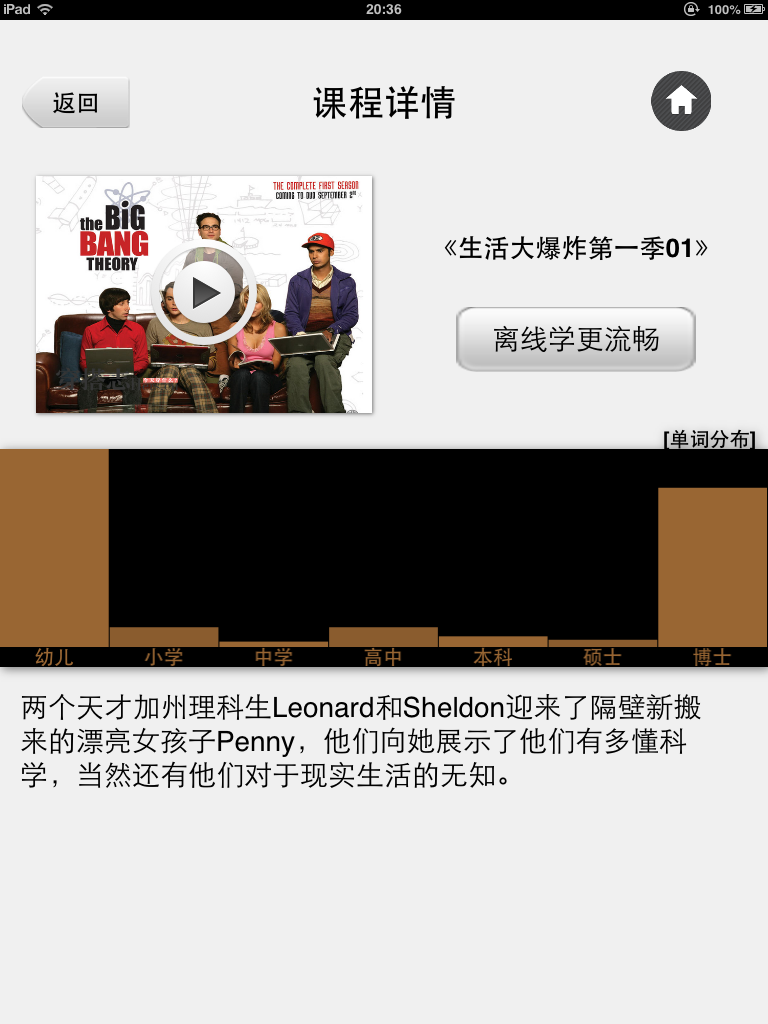 iPad 20:36 100%
返回
课程详情
THE COMPLETE FIRST SEASON
COMING TO DVD SEPTEMBER 2ND
the BIG
BANG
THEORY
《生活大爆炸第一季01》
离线学更流畅
[单词分布]
幼儿 小学 中学 高中 本科 硕士 博士
两个天才加州理科生Leonard和Sheldon迎来了隔壁新搬
来的漂亮女孩子Penny，他们向她展示了他们有多懂科
学，当然还有他们对于现实生活的无知。